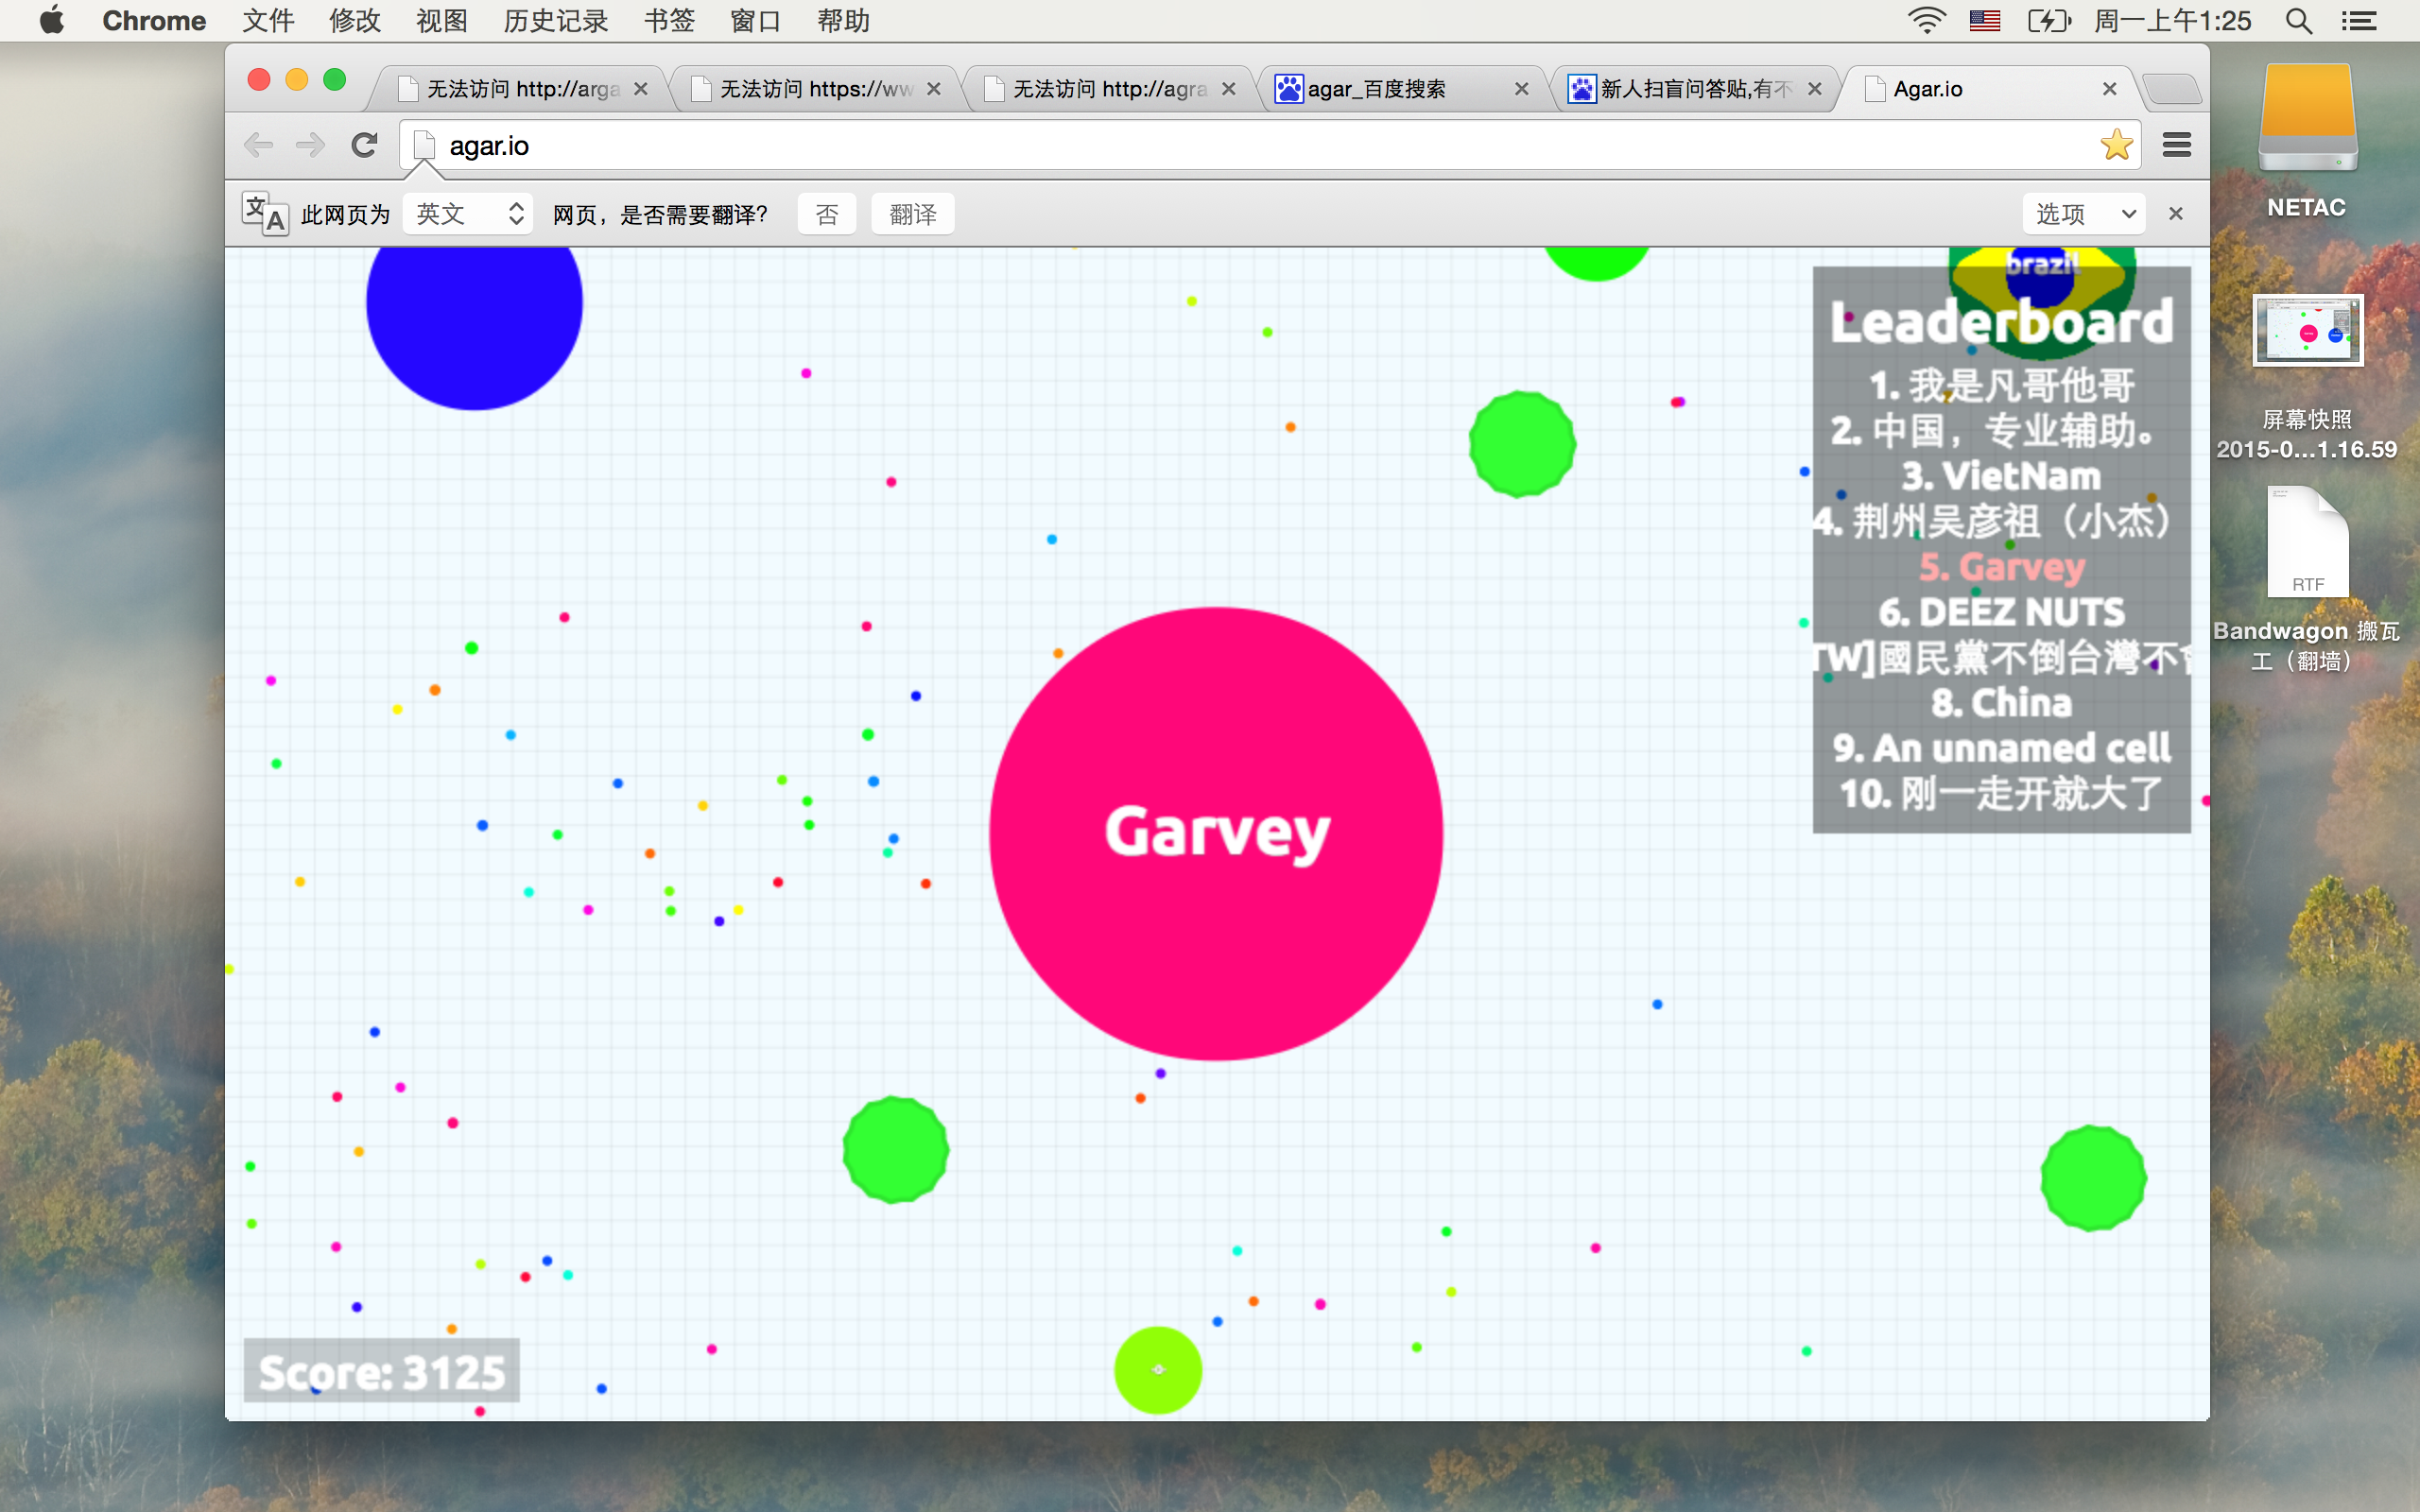 Chrome 文件 修改 视图 历史记录 书签 窗口 帮助 周一上午1:25
无法访问 http://arga 无法访问 https://ww 无法访问 http://agra agar_百度搜索 新人扫盲问答贴,有不 Agar.io
agar.io
文 A 此网页为 英文 网页，是否需要翻译? 否 翻译 选项
brazil
Leaderboard
1. 我是凡哥他哥
2. 中国，专业辅助。
3. VietNam
4. 荆州吴彦祖（小杰）
5. Garvey
6. DEEZ NUTS
TW]國民黨不倒台灣不會
8. China
9. An unnamed cell
10. 刚一走开就大了
Garvey
Score: 3125
NETAC
屏幕快照
2015-0...1.16.59
RTF
Bandwagon 搬瓦
工（翻墙）